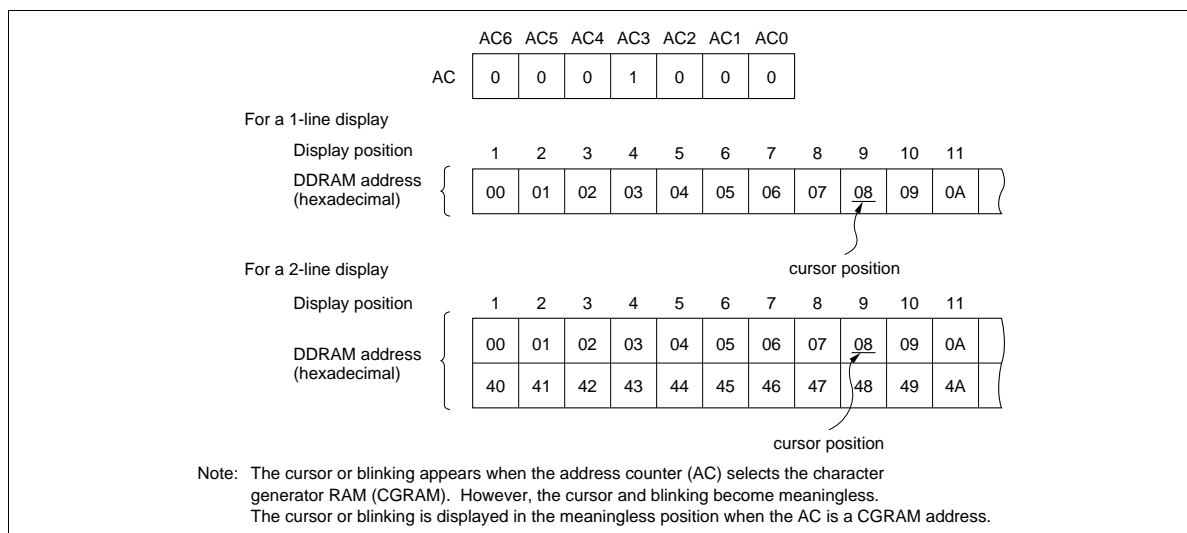 AC6 AC5 AC4 AC3 AC2 AC1 AC0
AC 0 0 0 1 0 0 0
For a 1-line display
Display position 1 2 3 4 5 6 7 8 9 10 11
DDRAM address
(hexadecimal)
00 01 02 03 04 05 06 07 08 09 0A
cursor position
For a 2-line display
Display position 1 2 3 4 5 6 7 8 9 10 11
DDRAM address
(hexadecimal)
00 01 02 03 04 05 06 07 08 09 0A
40 41 42 43 44 45 46 47 48 49 4A
cursor position
Note: The cursor or blinking appears when the address counter (AC) selects the character
generator RAM (CGRAM). However, the cursor and blinking become meaningless.
The cursor or blinking is displayed in the meaningless position when the AC is a CGRAM address.